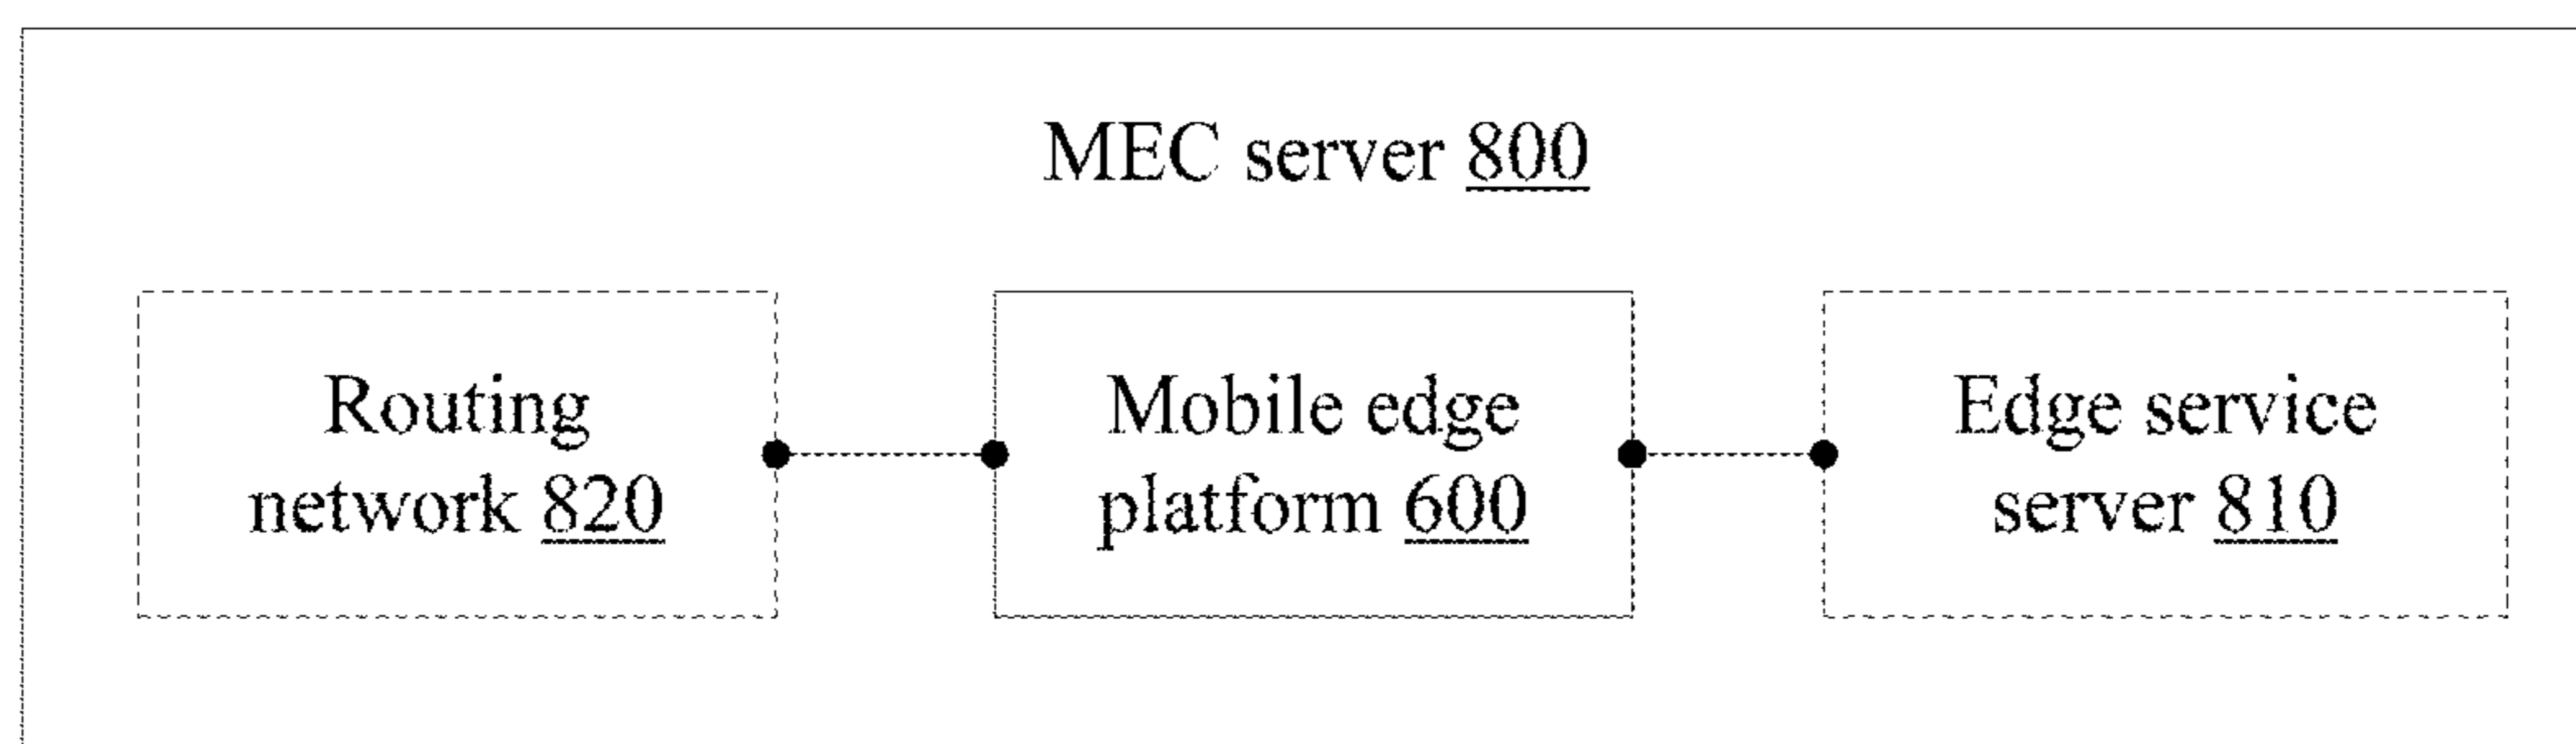 MEC server 800
Routing
network 820
Mobile edge
platform 600
Edge service
server 810